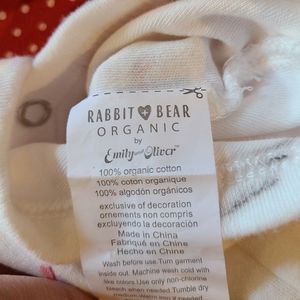 RABBIT + BEAR
ORGANIC
by
Emily and Oliver™
100% organic cotton
100% coton organique
100% algodón orgánicos
exclusive of decoration
ornements non compris
excluyendo la decoración
Made in China
Fabriqué en Chine
Hecho en China
Wash before use.Turn garment
inside out. Machine wash cold with
like colors.Use only non-chlorine
bleach when needed.Tumble dry